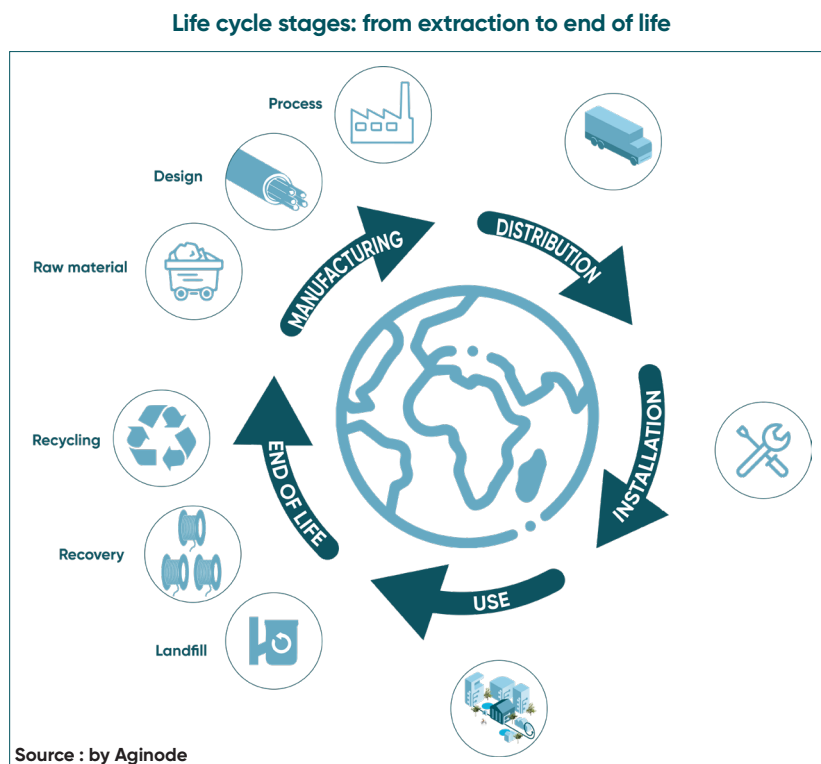 Life cycle stages: from extraction to end of life
Process
Design
Raw material
MANUFACTURING
DISTRIBUTION
INSTALLATION
USE
END OF LIFE
Recycling
Recovery
Landfill
Source : by Aginode